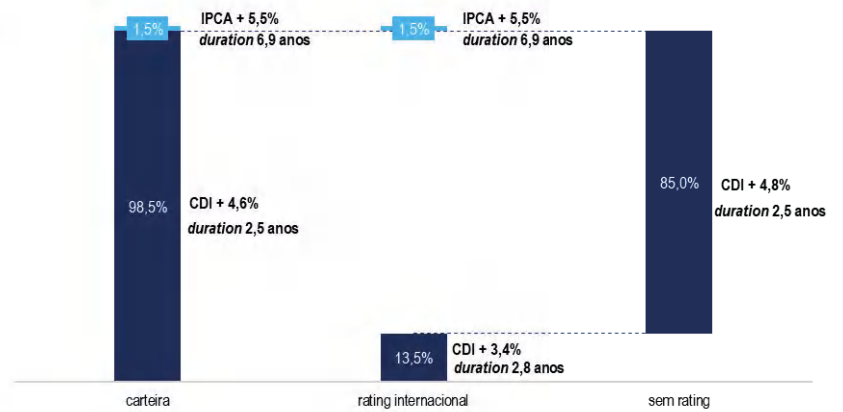 1,5%
IPCA + 5,5%
duration 6,9 anos
98,5%
CDI + 4,6%
duration 2,5 anos
carteira
1,5%
IPCA + 5,5%
duration 6,9 anos
13,5%
CDI + 3,4%
duration 2,8 anos
rating internacional
85,0%
CDI + 4,8%
duration 2,5 anos
sem rating